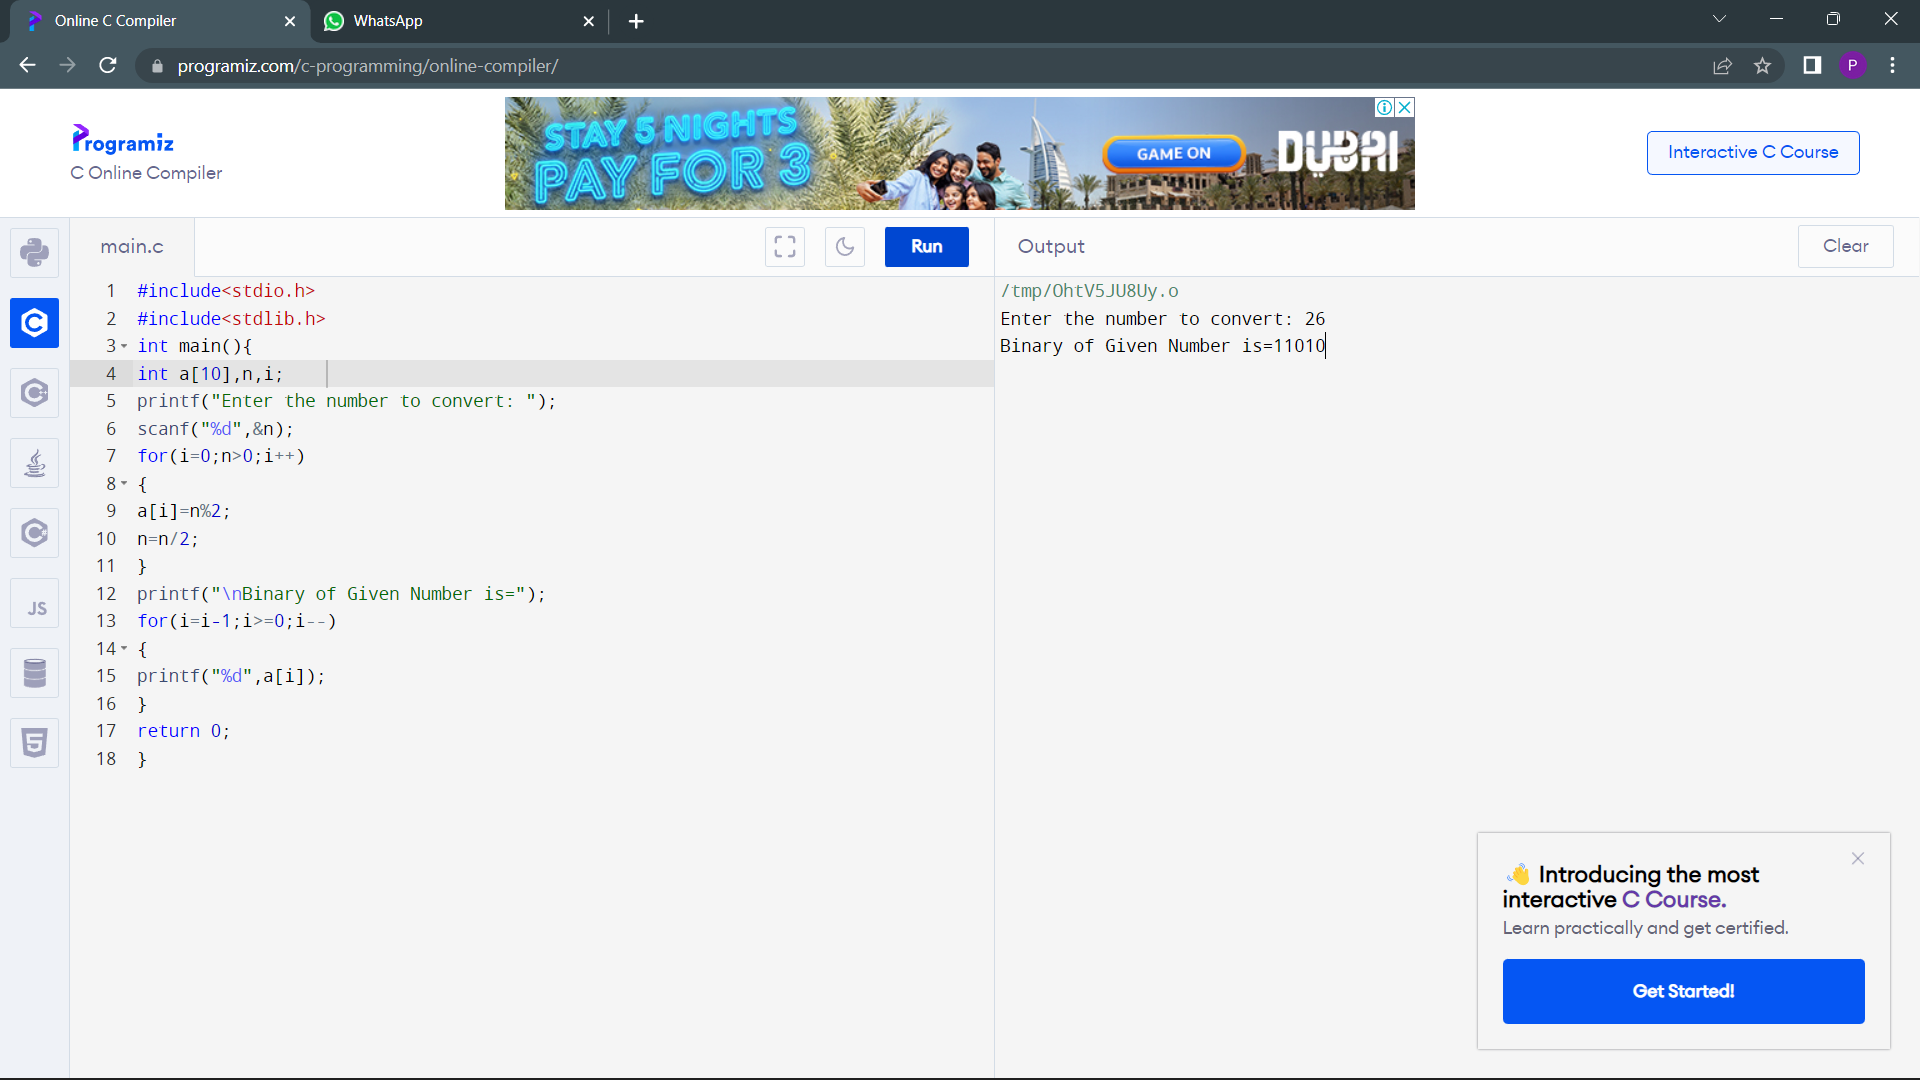 Online C Compiler
WhatsApp
programiz.com/c-programming/online-compiler/
P
Programiz
C Online Compiler
STAY 5 NIGHTS
PAY FOR 3
GAME ON
DUBAI
Interactive C Course
main.c
Run
Output
Clear
1 #include<stdio.h>
2 #include<stdlib.h>
3 int main(){
4 int a[10],n,i;
5 printf("Enter the number to convert: ");
6 scanf("%d",&n);
7 for(i=0;n>0;i++)
8 {
9 a[i]=n%2;
10 n=n/2;
11 }
12 printf("\nBinary of Given Number is=");
13 for(i=i-1;i>=0;i--)
14 {
15 printf("%d",a[i]);
16 }
17 return 0;
18 }
/tmp/OhtV5JU8Uy.o
Enter the number to convert: 26
Binary of Given Number is=11010
C
C
C
JS
5
👋 Introducing the most
interactive C Course.
Learn practically and get certified.
Get Started!